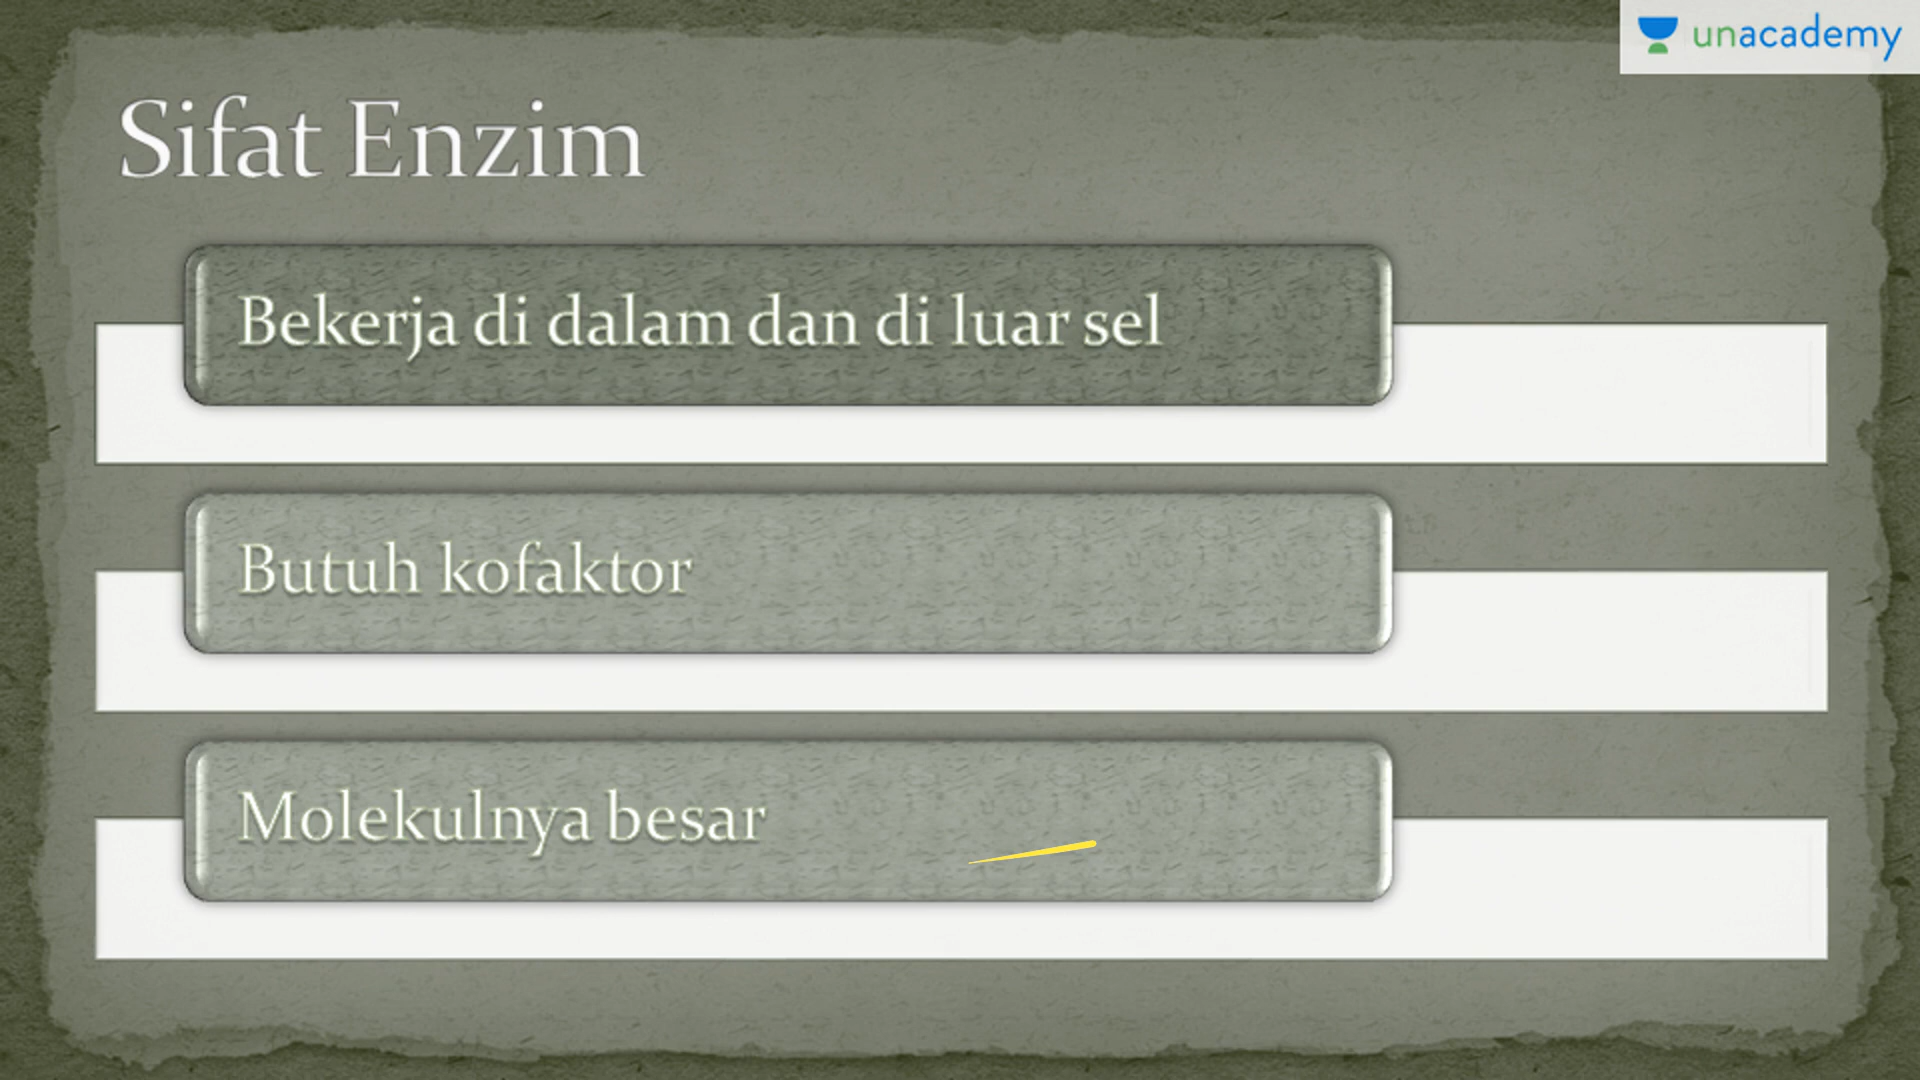 unacademy
Sifat Enzim
Bekerja di dalam dan di luar sel
Butuh kofaktor
Molekulnya besar